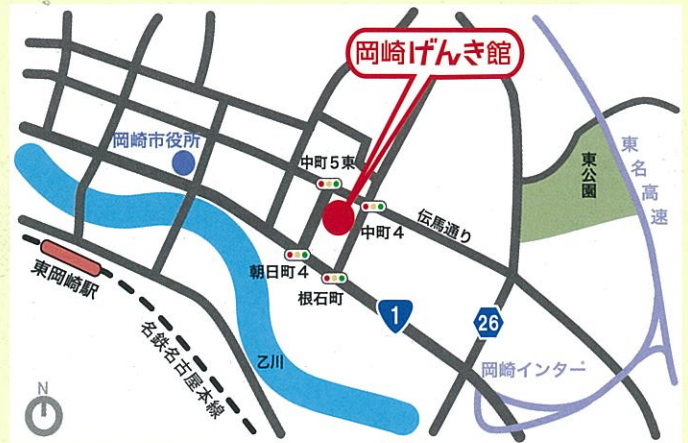 岡崎げんき館
岡崎市役所
中町5東
東名高速
東公園
中町4
伝馬通り
朝日町4
根石町
東岡崎駅
1
26
名鉄名古屋本線
乙川
岡崎インター
N